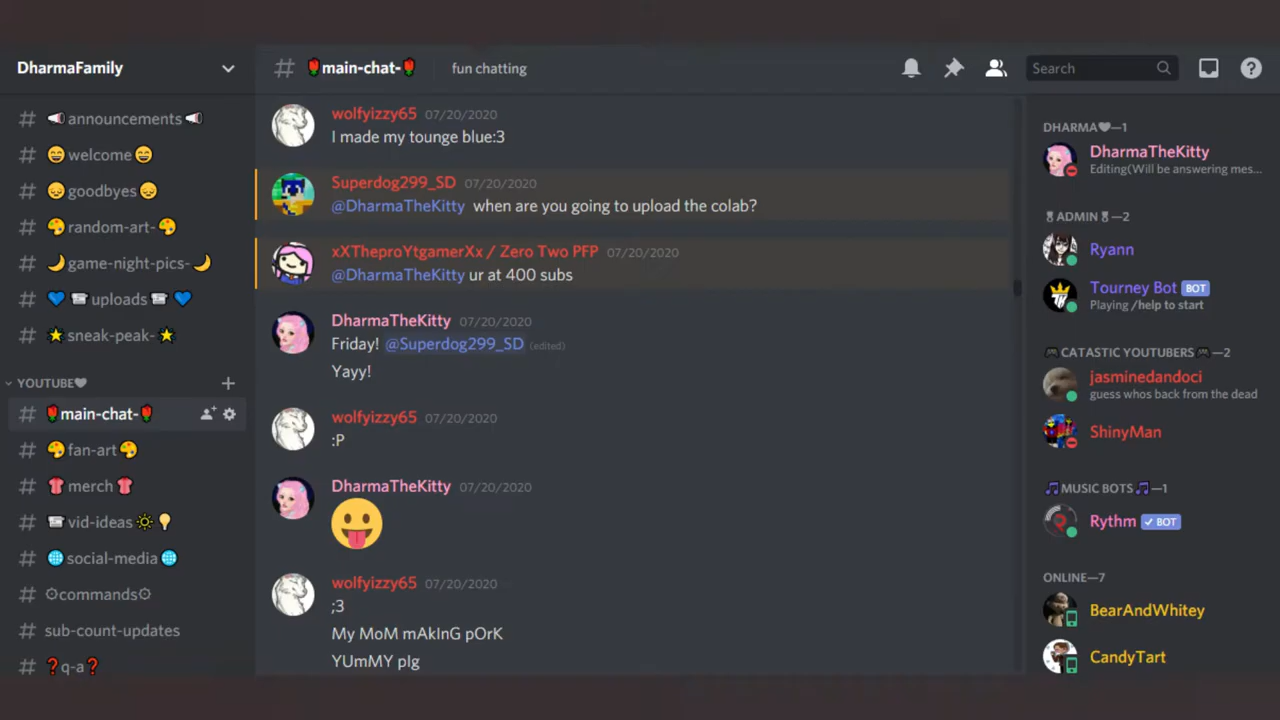 DharmaFamily
announcements
welcome
goodbyes
random-art-
game-night-pics-
uploads
sneak-peak-
YOUTUBE
main-chat-
fan-art
merch
vid-ideas
social-media
commands
sub-count-updates
q-a
main-chat-
fun chatting
Search
wolfyizzy65 07/20/2020
I made my tounge blue:3
Superdog299_SD 07/20/2020
@DharmaTheKitty when are you going to upload the colab?
xXTheproYtgamerXx / Zero Two PFP 07/20/2020
@DharmaTheKitty ur at 400 subs
DharmaTheKitty 07/20/2020
Friday! @Superdog299_SD (edited)
Yayy!
wolfyizzy65 07/20/2020
:P
DharmaTheKitty 07/20/2020
wolfyizzy65 07/20/2020
;3
My MoM mAkInG pOrK
YUmMY pIg
DHARMA—1
DharmaTheKitty
Editing(Will be answering mes...
ADMIN—2
Ryann
Tourney Bot BOT
Playing /help to start
CATASTIC YOUTUBERS—2
jasminedandoci
guess whos back from the dead
ShinyMan
MUSIC BOTS—1
Rythm BOT
ONLINE—7
BearAndWhitey
CandyTart